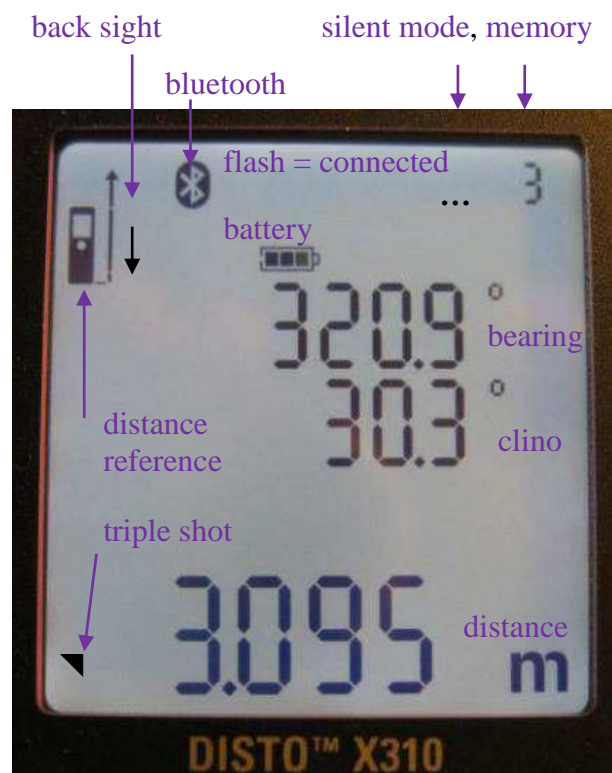 back sight
silent mode, memory
bluetooth
flash = connected
... 3
battery
320.9 °
bearing
30.3 °
clino
distance
reference
triple shot
3.095
distance
m
DISTO™ X310